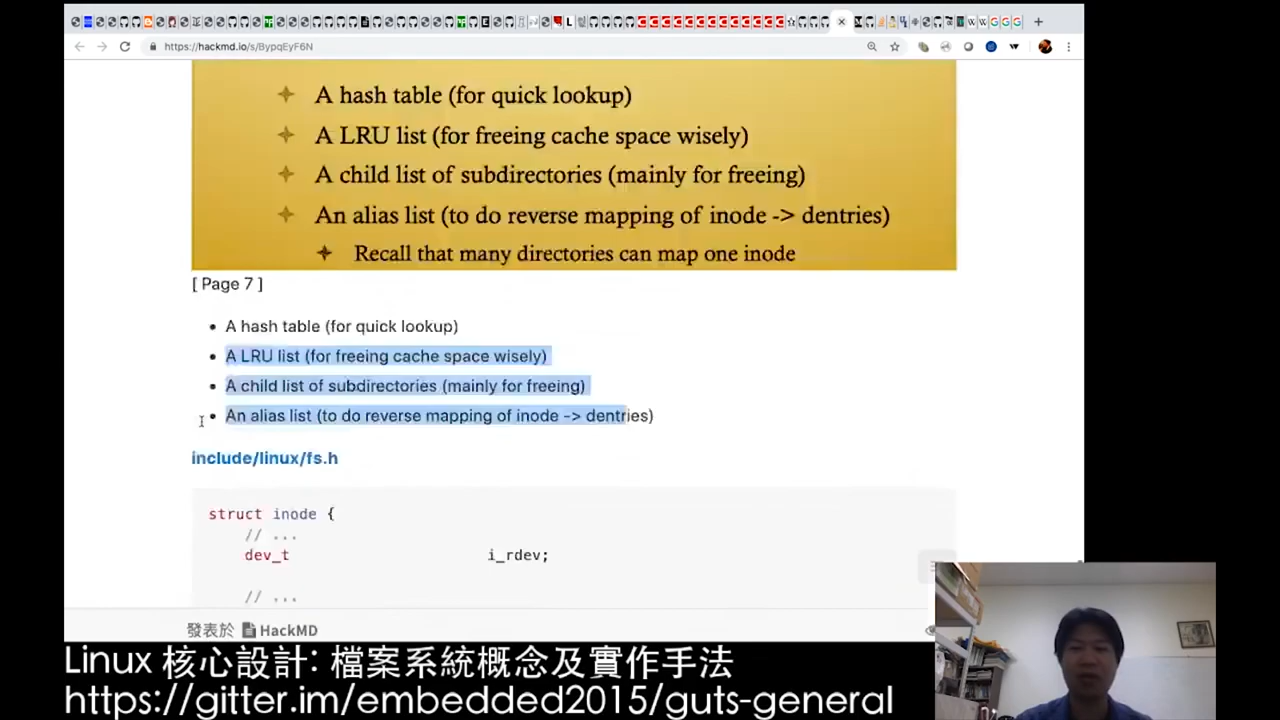 https://hackmd.io/s/BypqEyF6N
A hash table (for quick lookup)
A LRU list (for freeing cache space wisely)
A child list of subdirectories (mainly for freeing)
An alias list (to do reverse mapping of inode -> dentries)
Recall that many directories can map one inode
[ Page 7 ]
• A hash table (for quick lookup)
• A LRU list (for freeing cache space wisely)
• A child list of subdirectories (mainly for freeing)
• An alias list (to do reverse mapping of inode -> dentries)
include/linux/fs.h
struct inode {
// ...
dev_t i_rdev;
// ...
發表於 HackMD
Linux 核心設計: 檔案系統概念及實作手法
https://gitter.im/embedded2015/guts-general